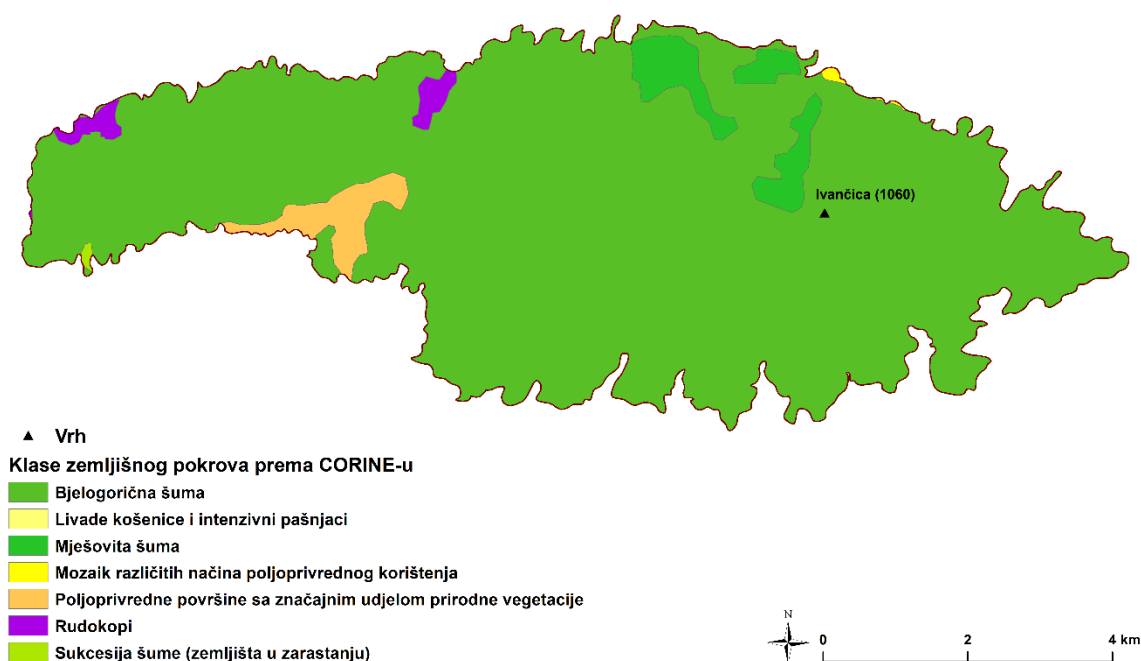 Ivančica (1060)
Vrh
Klase zemljišnog pokrova prema CORINE-u
Bjelogorična šuma
Livade košenice i intenzivni pašnjaci
Mješovita šuma
Mozaik različitih načina poljoprivrednog korištenja
Poljoprivredne površine sa značajnim udjelom prirodne vegetacije
Rudokopi
Sukcesija šume (zemljišta u zarastanju)
N
0 2 4 km